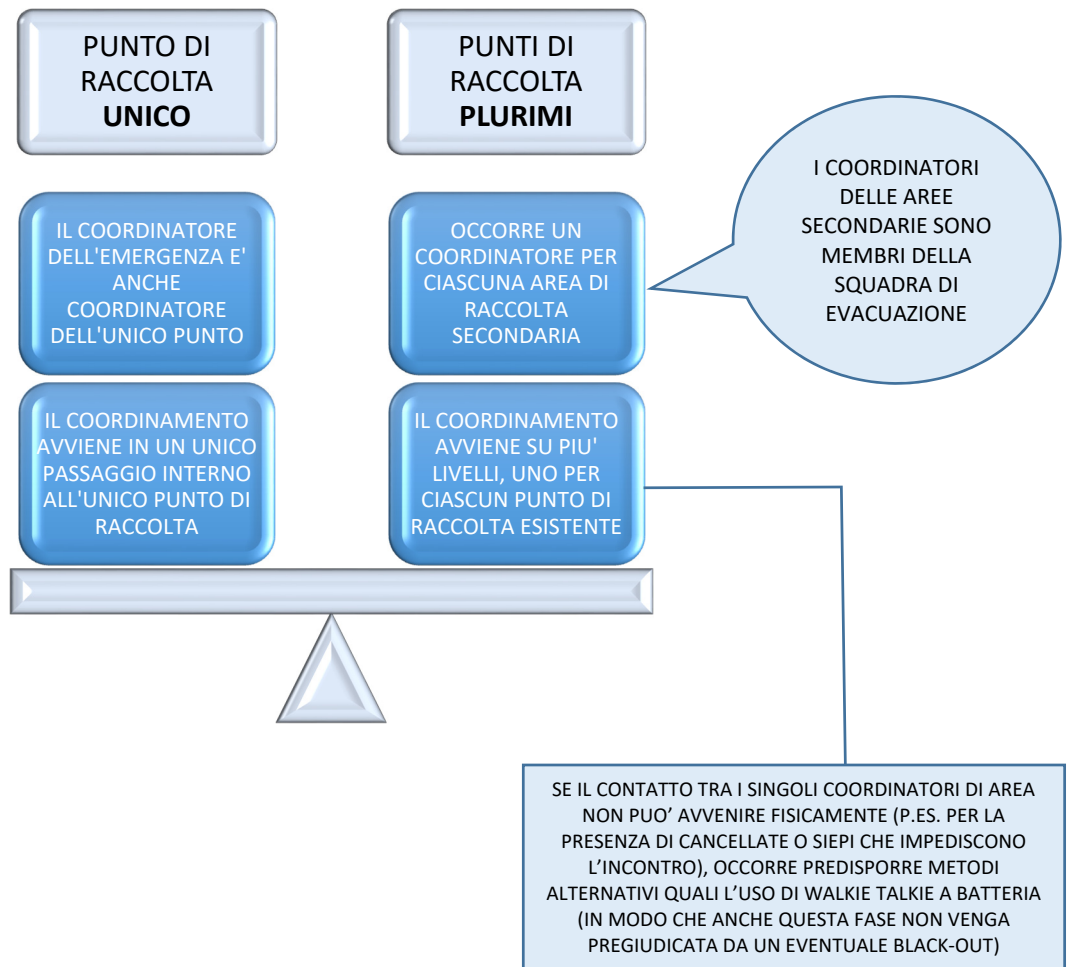 PUNTO DI
RACCOLTA
UNICO
PUNTI DI
RACCOLTA
PLURIMI
IL COORDINATORE
DELL'EMERGENZA E'
ANCHE
COORDINATORE
DELL'UNICO PUNTO
OCCORRE UN
COORDINATORE PER
CIASCUNA AREA DI
RACCOLTA
SECONDARIA
I COORDINATORI
DELLE AREE
SECONDARIE SONO
MEMBRI DELLA
SQUADRA DI
EVACUAZIONE
IL COORDINAMENTO
AVVIENE IN UN UNICO
PASSAGGIO INTERNO
ALL'UNICO PUNTO DI
RACCOLTA
IL COORDINAMENTO
AVVIENE SU PIU'
LIVELLI, UNO PER
CIASCUN PUNTO DI
RACCOLTA ESISTENTE
SE IL CONTATTO TRA I SINGOLI COORDINATORI DI AREA
NON PUO’ AVVENIRE FISICAMENTE (P.ES. PER LA
PRESENZA DI CANCELLATE O SIEPI CHE IMPEDISCONO
L’INCONTRO), OCCORRE PREDISPORRE METODI
ALTERNATIVI QUALI L’USO DI WALKIE TALKIE A BATTERIA
(IN MODO CHE ANCHE QUESTA FASE NON VENGA
PREGIUDICATA DA UN EVENTUALE BLACK-OUT)